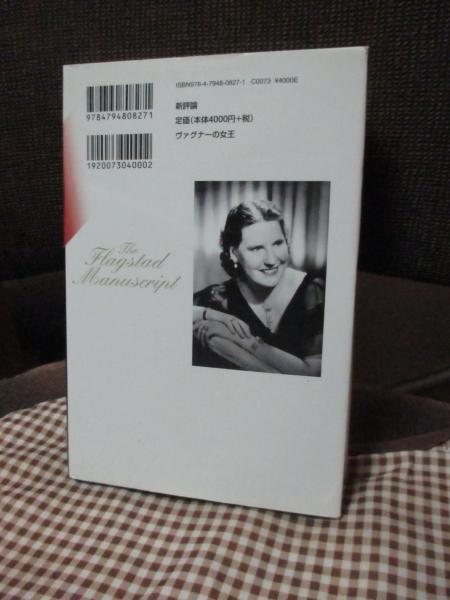 ISBN978-4-7948-0827-1 C0073 ¥4000E
9784794808271
新評論
定価(本体4000円+税)
ヴァグナーの女王
1920073040002
The
Flagstad
Manuscript